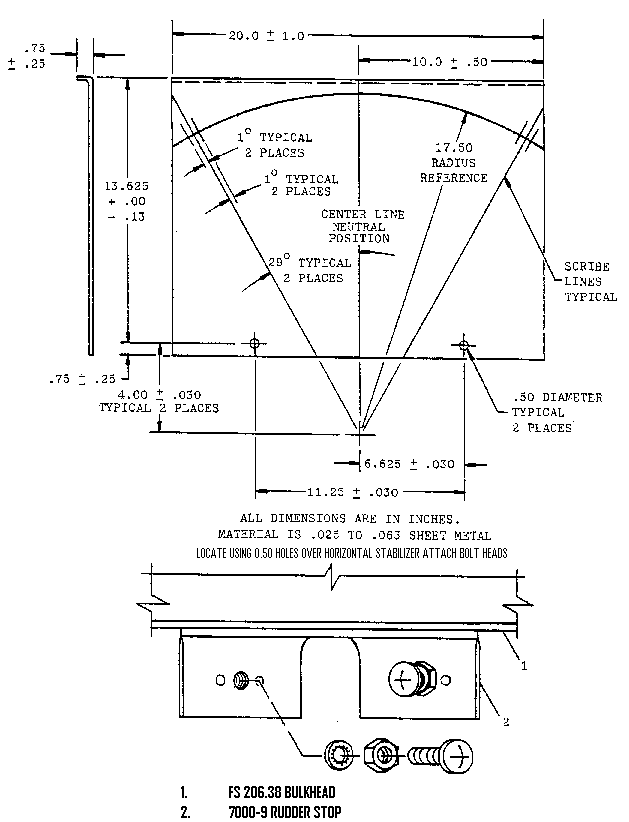 20.0 ± 1.0
.75
± .25
10.0 ± .50
1° TYPICAL
2 PLACES
17.50
RADIUS
REFERENCE
1° TYPICAL
2 PLACES
13.625
+ .00
- .13
CENTER LINE
NEUTRAL
POSITION
29° TYPICAL
2 PLACES
SCRIBE
LINES
TYPICAL
.75 ± .25
4.00 ± .030
TYPICAL 2 PLACES
.50 DIAMETER
TYPICAL
2 PLACES
6.625 ± .030
11.25 ± .030
ALL DIMENSIONS ARE IN INCHES.
MATERIAL IS .025 TO .063 SHEET METAL
LOCATE USING 0.50 HOLES OVER HORIZONTAL STABILIZER ATTACH BOLT HEADS
1
2
1. FS 206.38 BULKHEAD
2. 7000-9 RUDDER STOP